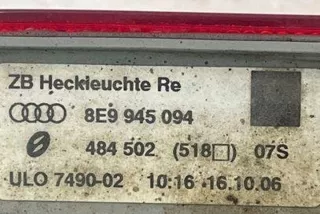 ZB Heckleuchte Re
8E9 945 094
484 502 (518□) 07S
ULO 7490-02 10:16 16.10.06